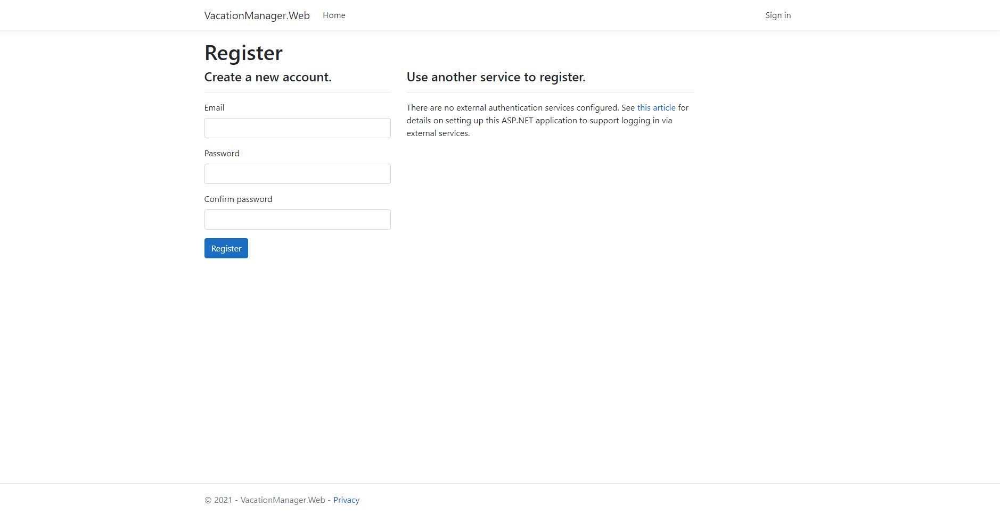 VacationManager.Web Home Sign in
Register
Create a new account.
Email
Password
Confirm password
Register
Use another service to register.
There are no external authentication services configured. See this article for
details on setting up this ASP.NET application to support logging in via
external services.
© 2021 - VacationManager.Web - Privacy